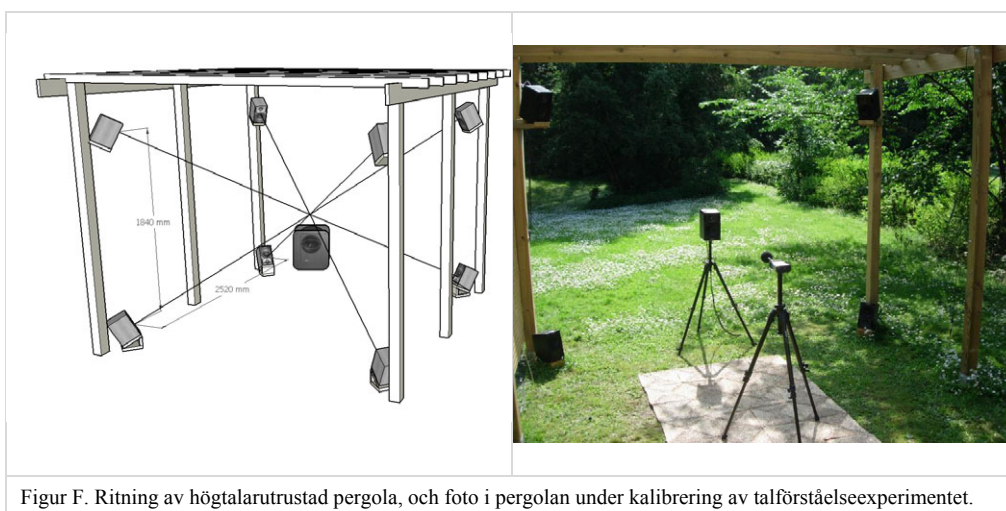 1840 mm
2520 mm
Figur F. Ritning av högtalarutrustad pergola, och foto i pergolan under kalibrering av talförståelseexperimentet.